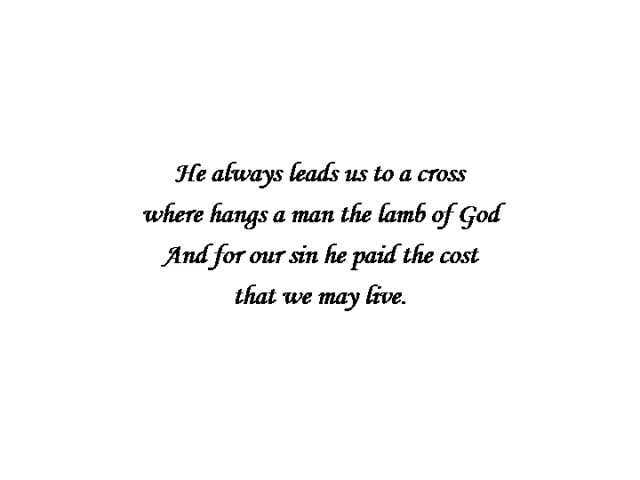 He always leads us to a cross
where hangs a man the lamb of God
And for our sin he paid the cost
that we may live.